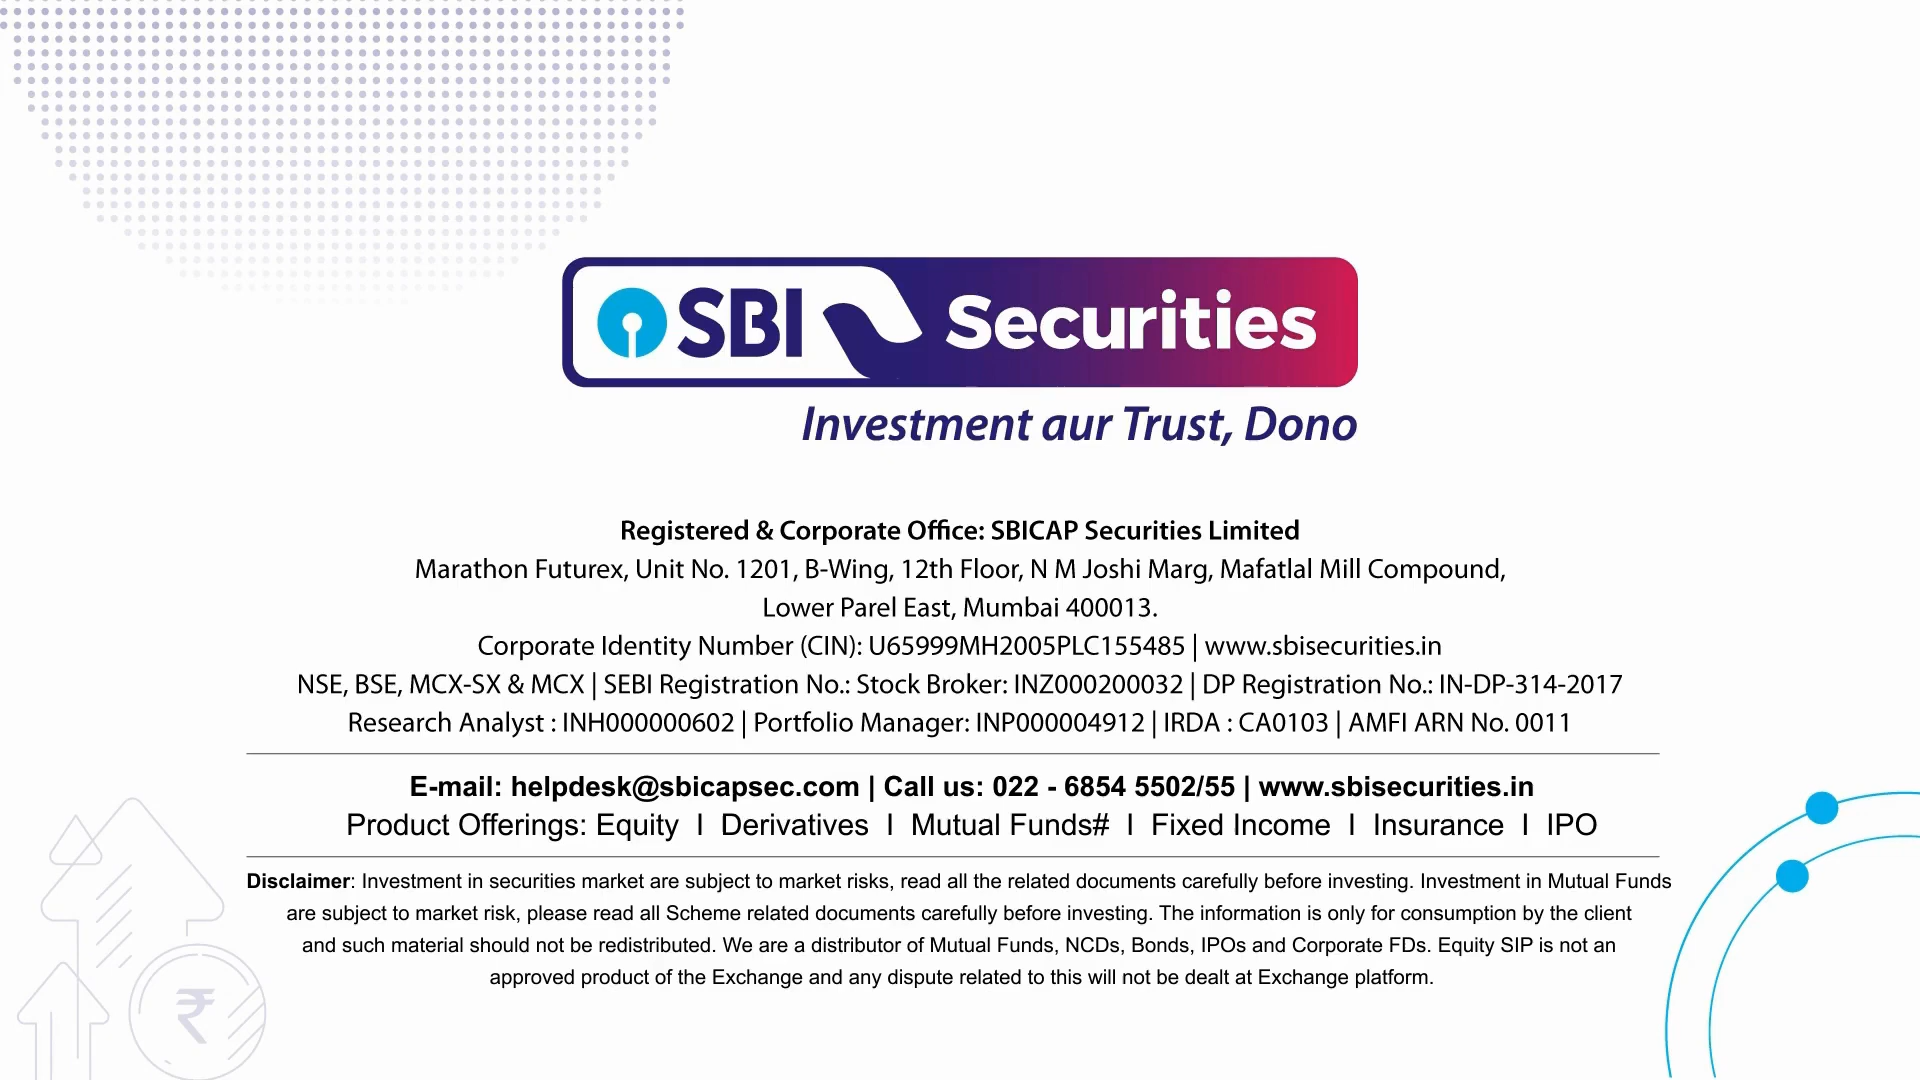 SBI Securities
Investment aur Trust, Dono
Registered & Corporate Office: SBICAP Securities Limited
Marathon Futurex, Unit No. 1201, B-Wing, 12th Floor, N M Joshi Marg, Mafatlal Mill Compound,
Lower Parel East, Mumbai 400013.
Corporate Identity Number (CIN): U65999MH2005PLC155485 | www.sbisecurities.in
NSE, BSE, MCX-SX & MCX | SEBI Registration No.: Stock Broker: INZ000200032 | DP Registration No.: IN-DP-314-2017
Research Analyst : INH000000602 | Portfolio Manager: INP000004912 | IRDA : CA0103 | AMFI ARN No. 0011
E-mail: helpdesk@sbicapsec.com | Call us: 022 - 6854 5502/55 | www.sbisecurities.in
Product Offerings: Equity I Derivatives I Mutual Funds# I Fixed Income I Insurance I IPO
Disclaimer: Investment in securities market are subject to market risks, read all the related documents carefully before investing. Investment in Mutual Funds
are subject to market risk, please read all Scheme related documents carefully before investing. The information is only for consumption by the client
and such material should not be redistributed. We are a distributor of Mutual Funds, NCDs, Bonds, IPOs and Corporate FDs. Equity SIP is not an
approved product of the Exchange and any dispute related to this will not be dealt at Exchange platform.
₹